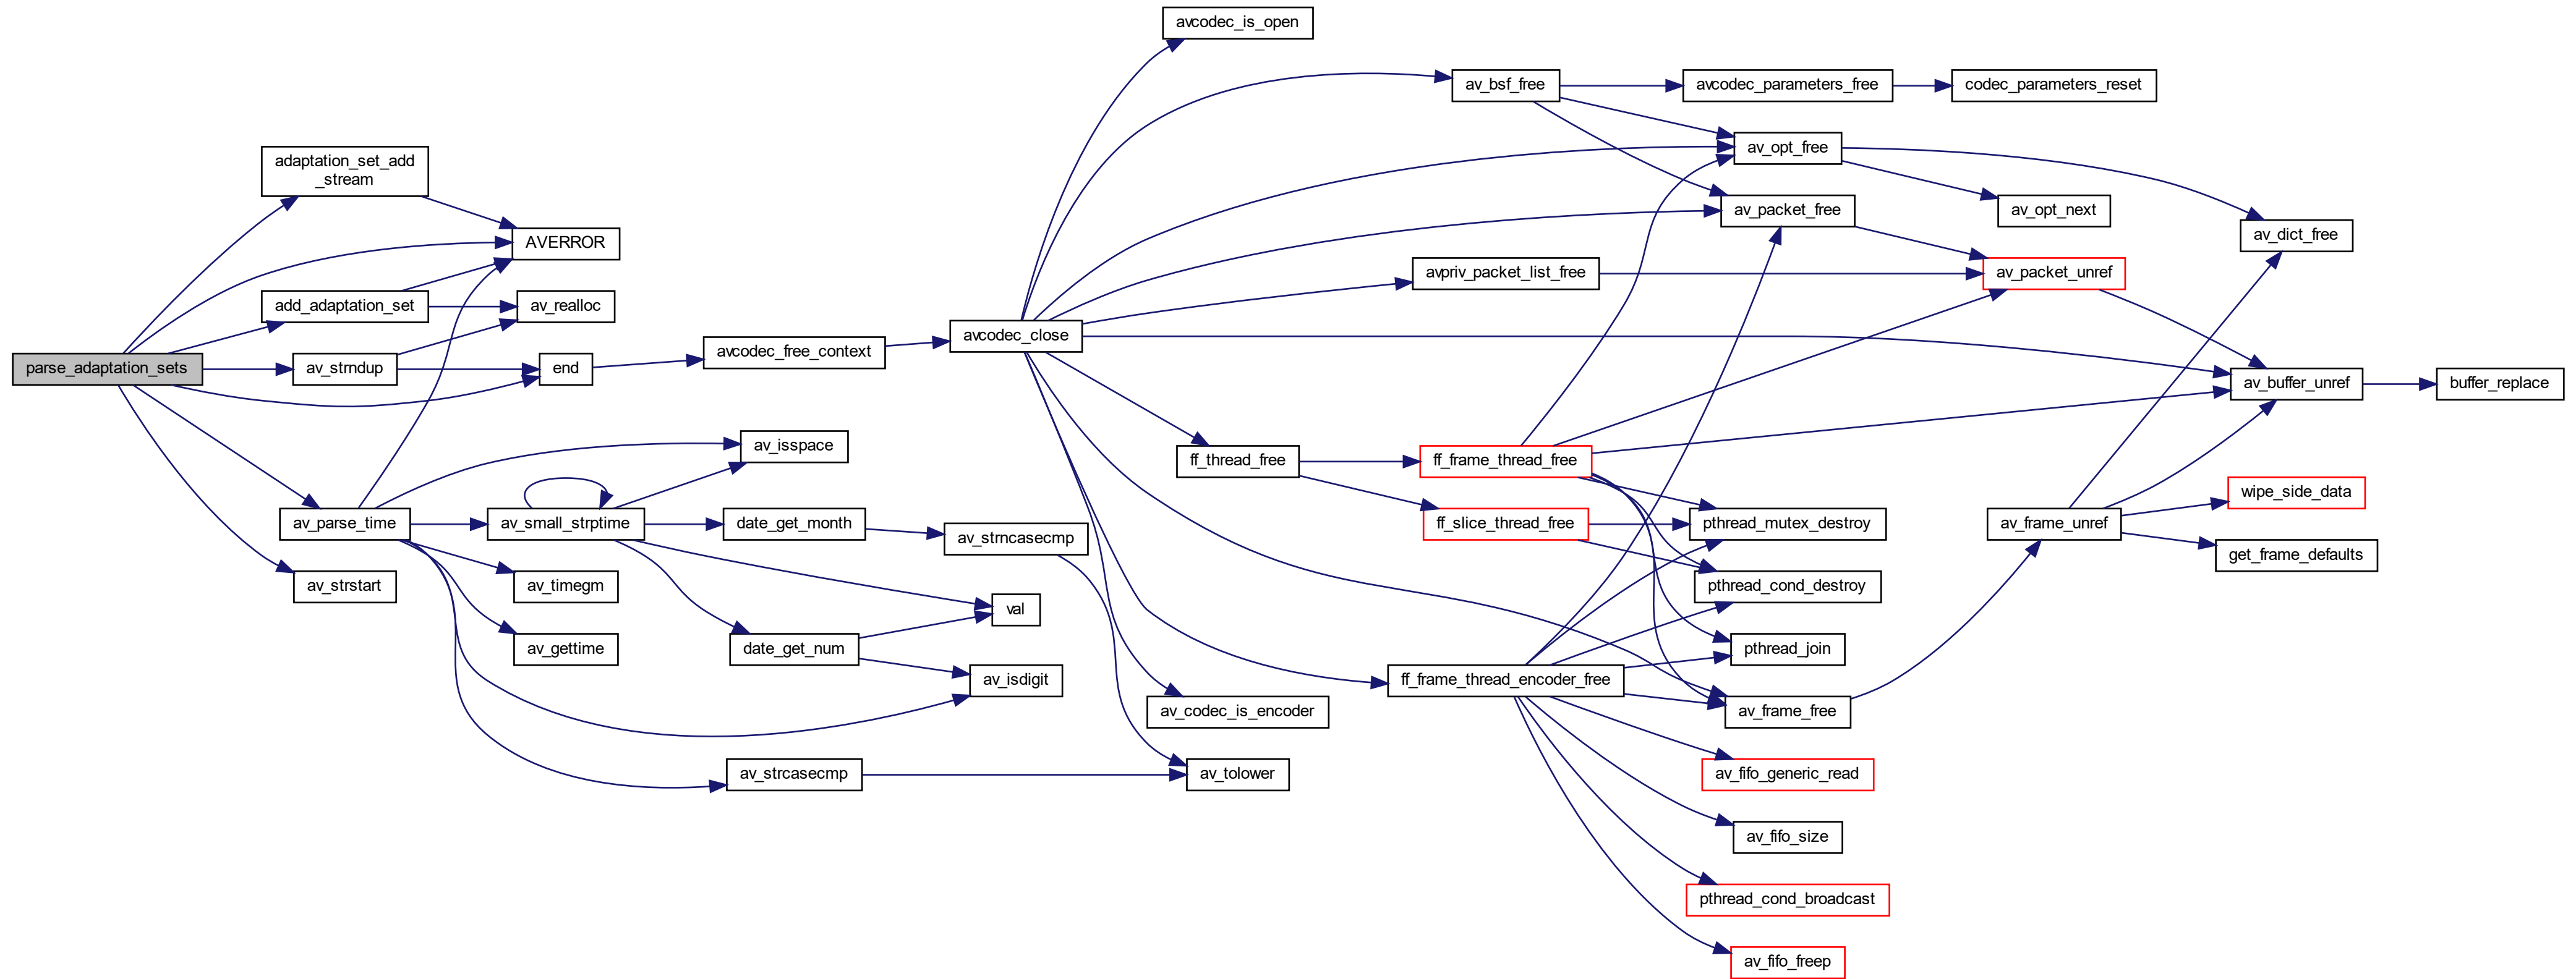 parse_adaptation_sets
adaptation_set_add
_stream
AVERROR
add_adaptation_set
av_realloc
av_strndup
end
av_parse_time
av_strstart
av_small_strptime
av_timegm
av_gettime
avcodec_free_context
av_isspace
date_get_month
date_get_num
av_strcasecmp
avcodec_close
av_strncasecmp
val
av_isdigit
avcodec_is_open
ff_thread_free
av_codec_is_encoder
av_tolower
av_bsf_free
avpriv_packet_list_free
ff_frame_thread_free
ff_slice_thread_free
ff_frame_thread_encoder_free
avcodec_parameters_free
av_opt_free
av_packet_free
pthread_mutex_destroy
pthread_cond_destroy
pthread_join
av_frame_free
av_fifo_generic_read
av_fifo_size
pthread_cond_broadcast
av_fifo_freep
codec_parameters_reset
av_opt_next
av_packet_unref
av_frame_unref
av_dict_free
av_buffer_unref
wipe_side_data
get_frame_defaults
buffer_replace